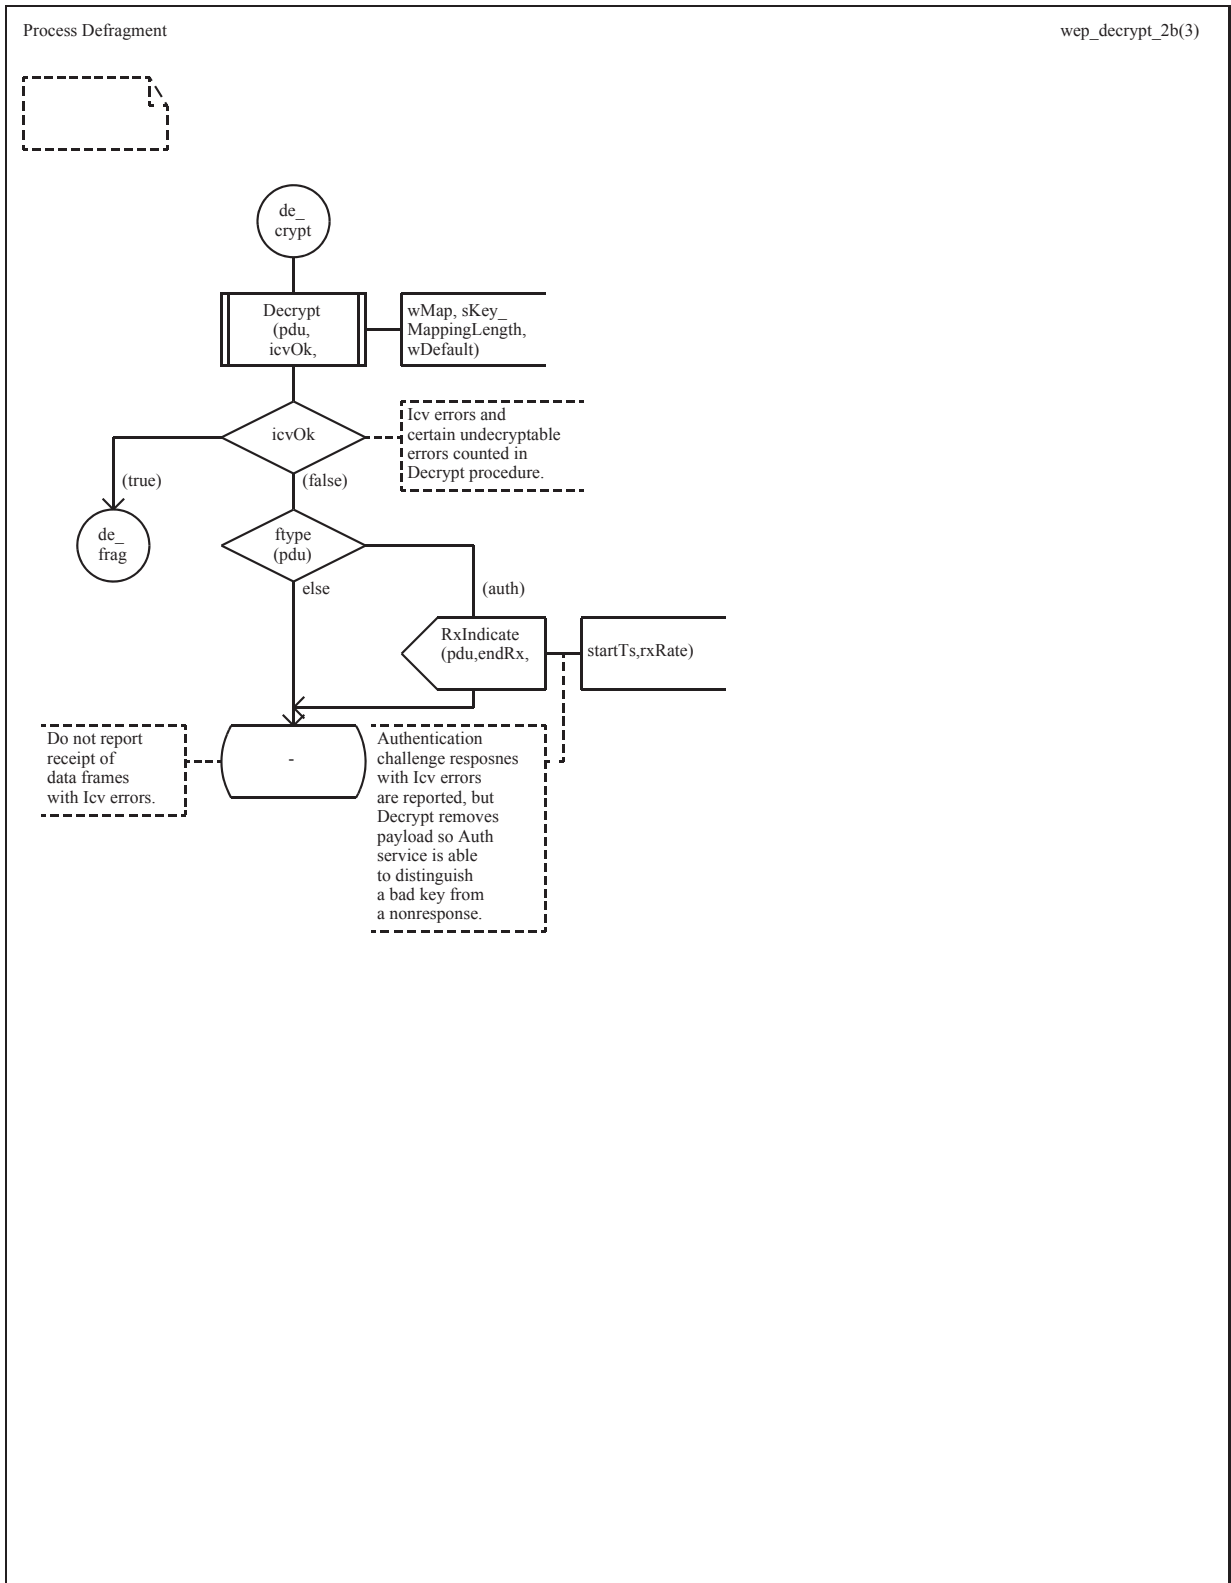 Process Defragment
wep_decrypt_2b(3)
de_
crypt
Decrypt
(pdu,
icvOk,
wMap, sKey_
MappingLength,
wDefault)
icvOk
Icv errors and
certain undecryptable
errors counted in
Decrypt procedure.
(true)
(false)
de_
frag
ftype
(pdu)
else
(auth)
RxIndicate
(pdu,endRx,
startTs,rxRate)
Do not report
receipt of
data frames
with Icv errors.
-
Authentication
challenge resposnes
with Icv errors
are reported, but
Decrypt removes
payload so Auth
service is able
to distinguish
a bad key from
a nonresponse.